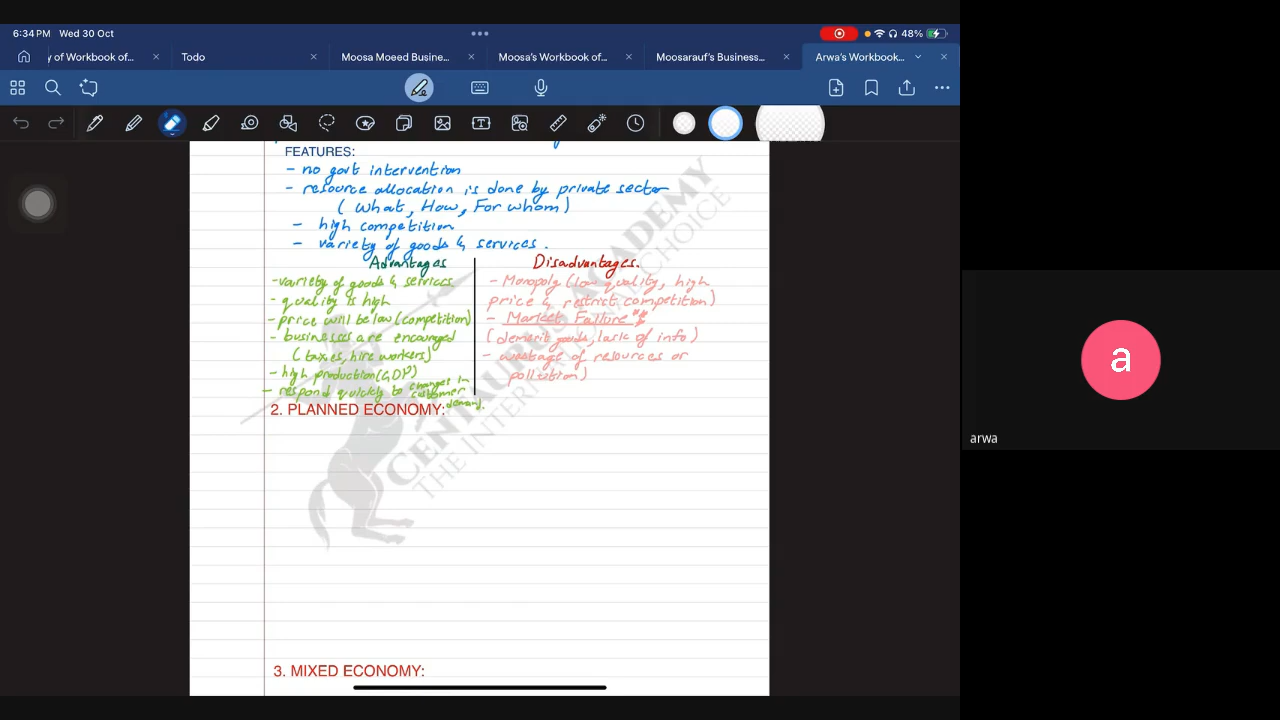 6:34 PM Wed 30 Oct
48%
y of Workbook of...
Todo
Moosa Moeed Busine...
Moosa's Workbook of...
Moosarauf's Business...
Arwa's Workbook...
FEATURES:
- no govt intervention
- resource allocation is done by private sector
( What, How, For whom )
- high competition
- variety of goods & services.
Advantages
- variety of goods & services
- quality is high
- price will be low (competition)
- businesses are encouraged
( taxes, hire workers )
- high production (GDP)
- respond quickly to changes in
customer
demand.
Disadvantages.
- Monopoly (low quality, high
price & restrict competition)
- Market Failure
(demerit goods, lack of info)
- wastage of resources or
pollution)
2. PLANNED ECONOMY:
3. MIXED ECONOMY:
CENTAURUS ACADEMY
THE INTERNATIONAL CHOICE
a
arwa